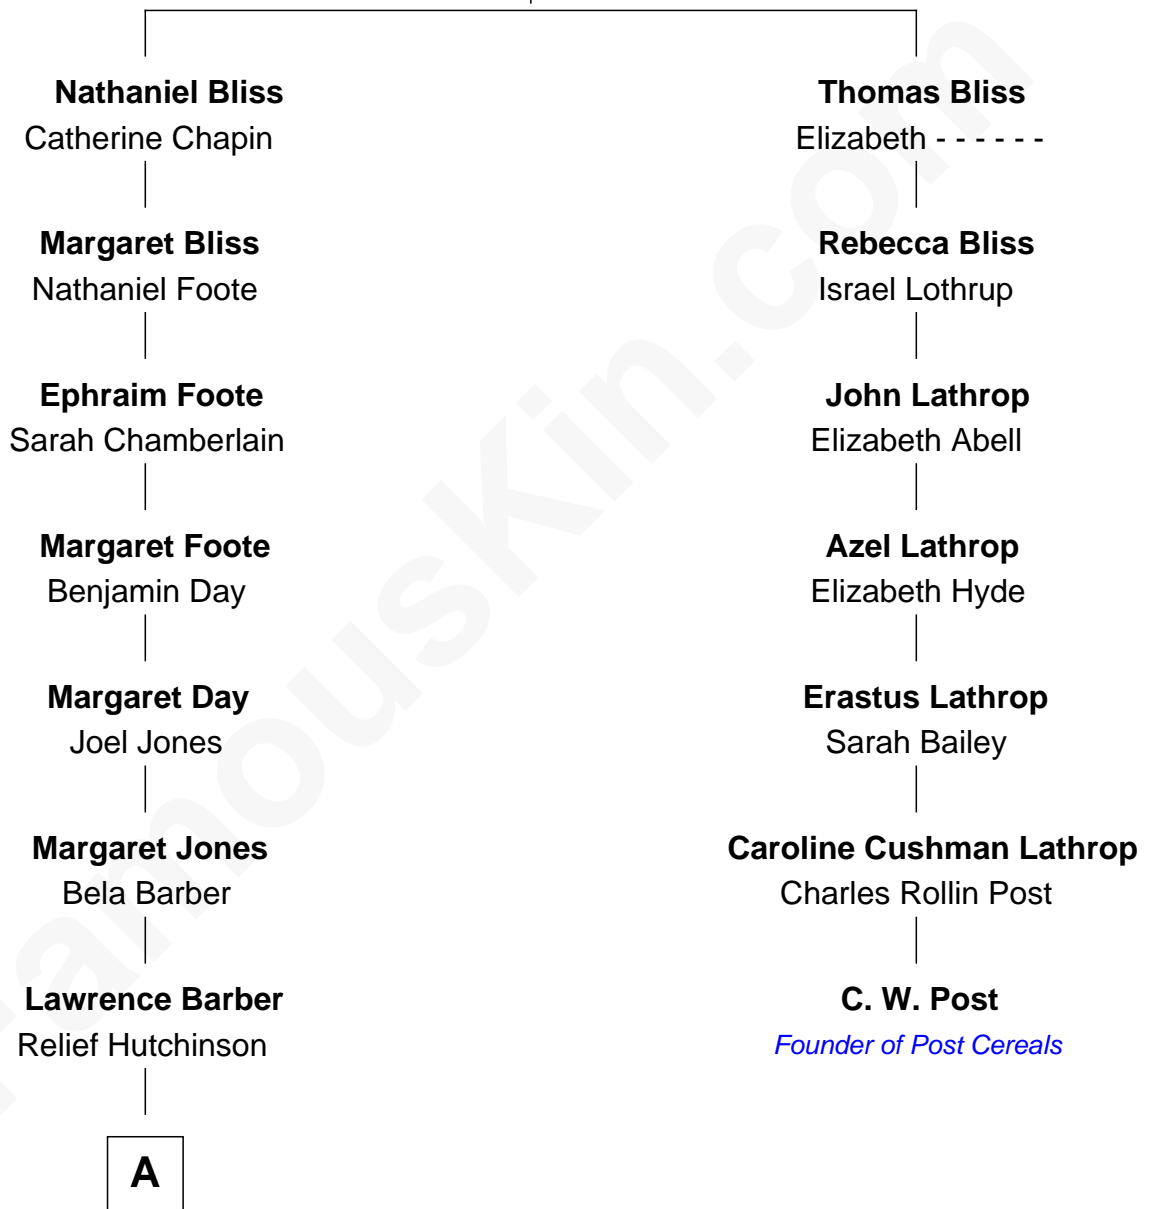 Nathaniel Bliss
Catherine Chapin
Margaret Bliss
Nathaniel Foote
Ephraim Foote
Sarah Chamberlain
Margaret Foote
Benjamin Day
Margaret Day
Joel Jones
Margaret Jones
Bela Barber
Lawrence Barber
Relief Hutchinson
A
Thomas Bliss
Elizabeth - - - - - -
Rebecca Bliss
Israel Lothrup
John Lathrop
Elizabeth Abell
Azel Lathrop
Elizabeth Hyde
Erastus Lathrop
Sarah Bailey
Caroline Cushman Lathrop
Charles Rollin Post
C. W. Post
Founder of Post Cereals
FamousKin.com